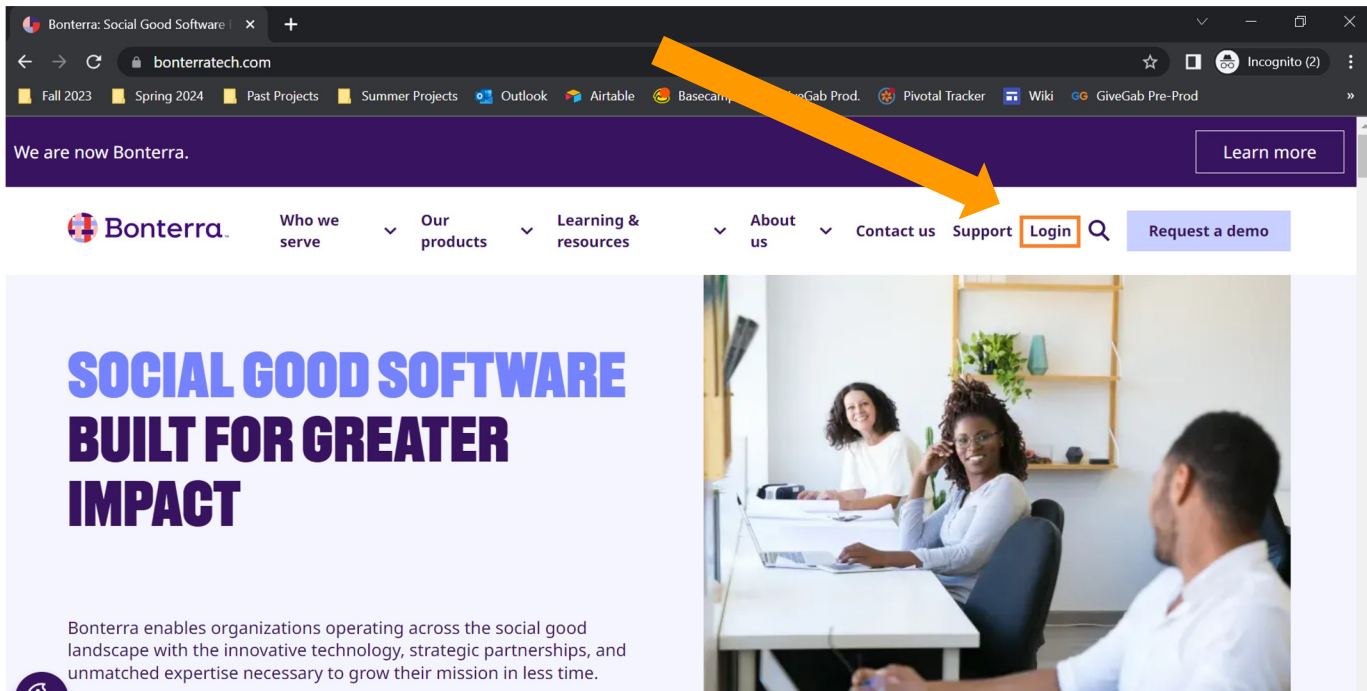 Bonterra: Social Good Software
bonterratech.com
Incognito (2)
Fall 2023 Spring 2024 Past Projects Summer Projects Outlook Airtable Prod. Pivotal Tracker Wiki GG GiveGab Pre-Prod »
We are now Bonterra.
Learn more
Bonterra
Who we
serve
Our
products
Learning &
resources
About
us
Contact us
Support
Login
Request a demo
SOCIAL GOOD SOFTWARE
BUILT FOR GREATER
IMPACT
Bonterra enables organizations operating across the social good
landscape with the innovative technology, strategic partnerships, and
unmatched expertise necessary to grow their mission in less time.